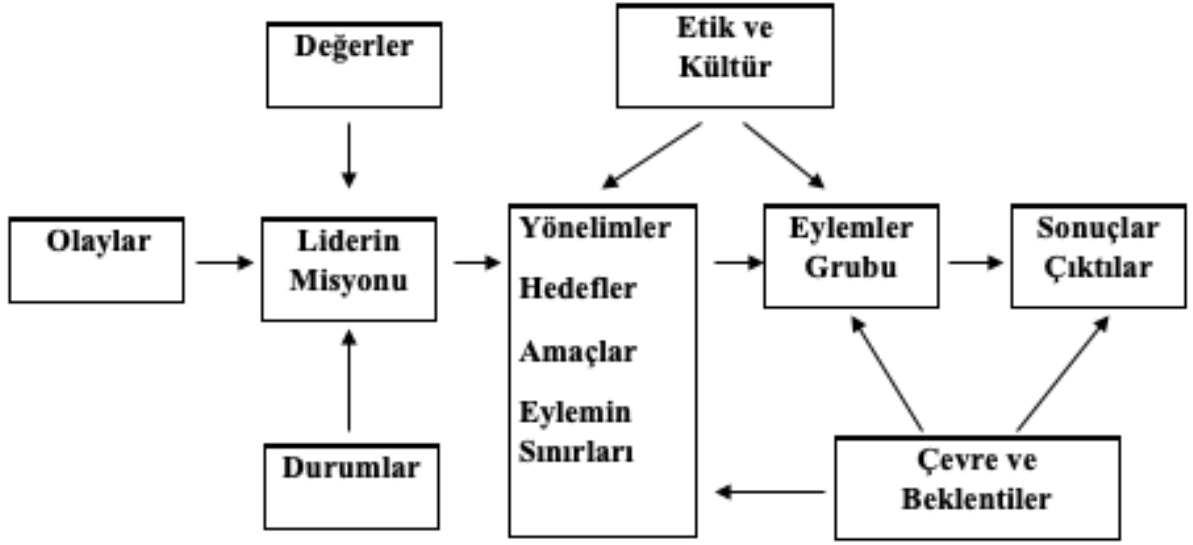 Değerler
Etik ve
Kültür
Olaylar
Liderin
Misyonu
Yönelimler
Hedefler
Amaçlar
Eylemin
Sınırları
Eylemler
Grubu
Sonuçlar
Çıktılar
Durumlar
Çevre ve
Beklentiler